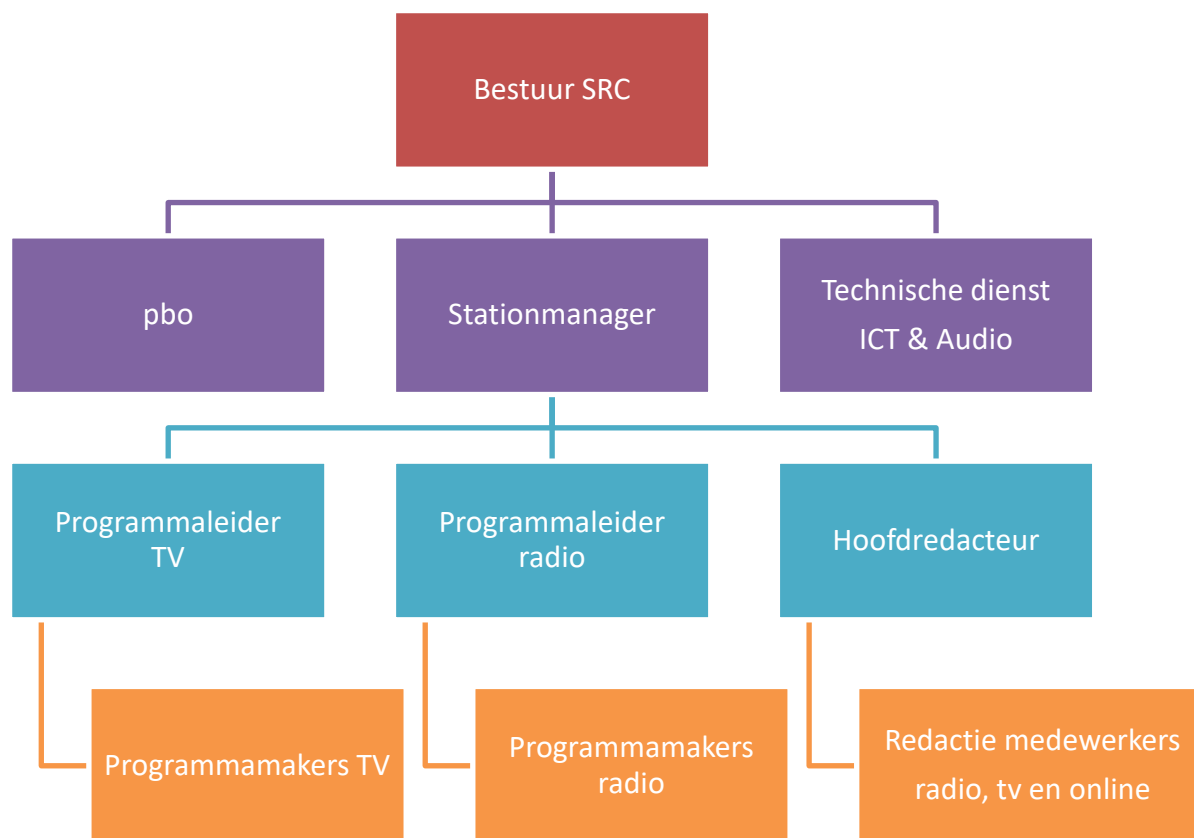 Bestuur SRC
pbo
Stationmanager
Technische dienst
ICT & Audio
Programmaleider
TV
Programmaleider
radio
Hoofdredacteur
Programmamakers TV
Programmamakers
radio
Redactie medewerkers
radio, tv en online